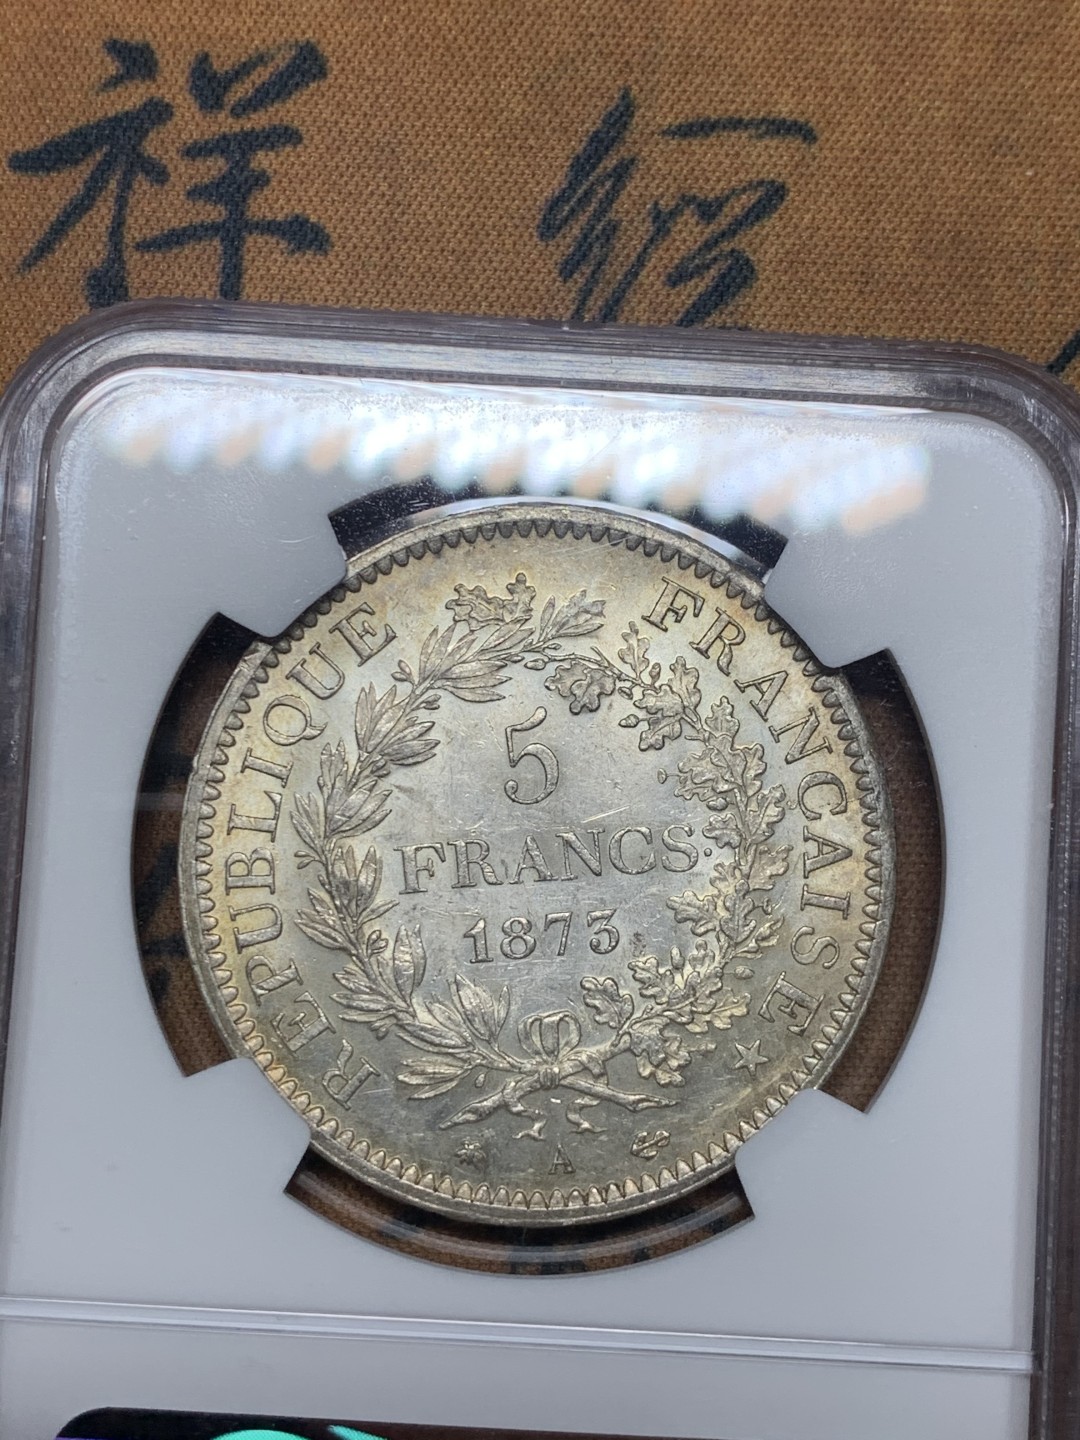 祥
REPUBLIQUE FRANCAISE
5
FRANCS
1873
A